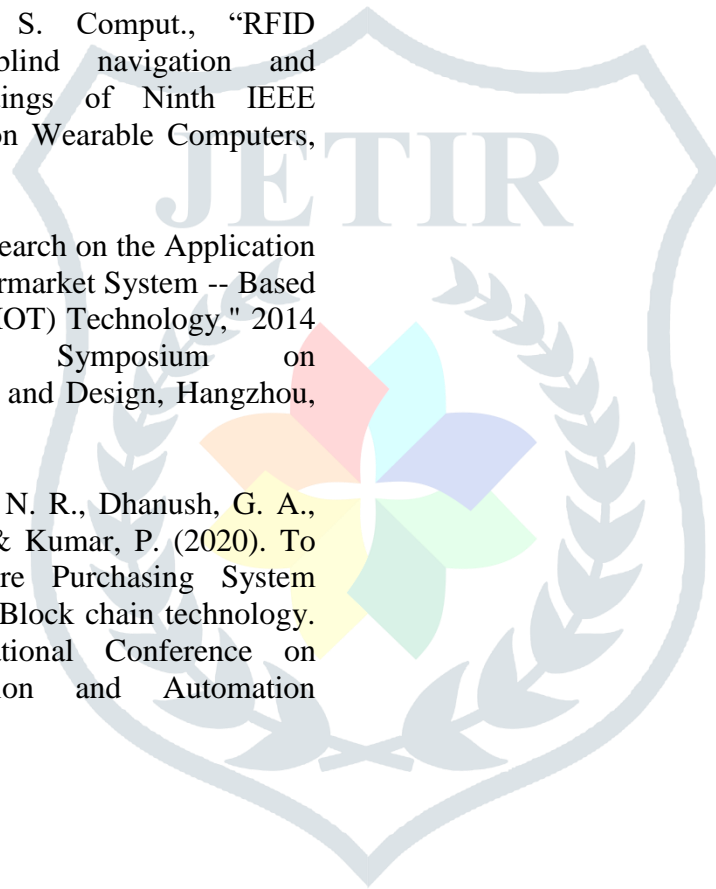 S. Comput., “RFID
blind navigation and
ings of Ninth IEEE
on Wearable Computers,
JETIR
earch on the Application
rmarket System -- Based
IOT) Technology," 2014
Symposium on
and Design, Hangzhou,
N. R., Dhanush, G. A.,
& Kumar, P. (2020). To
re Purchasing System
Block chain technology.
ational Conference on
ion and Automation